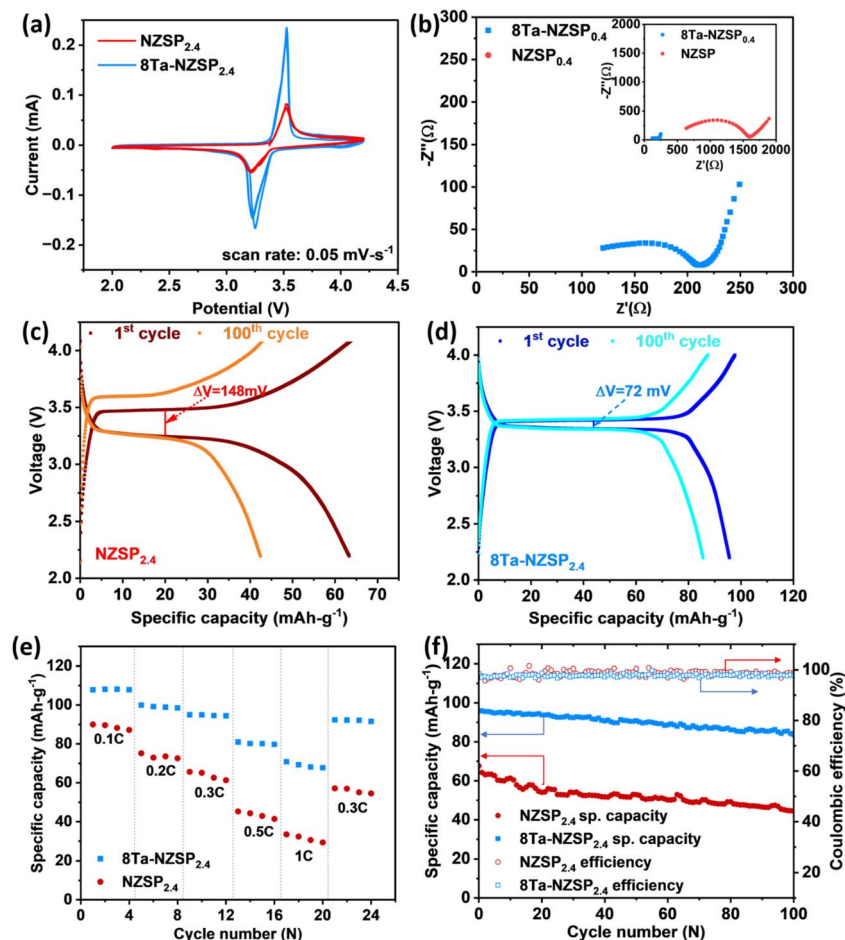 (a)
NZSP2.4
8Ta-NZSP2.4
Current (mA)
0.2
0.1
0.0
−0.1
−0.2
scan rate: 0.05 mV-s-1
2.0 2.5 3.0 3.5 4.0 4.5
Potential (V)
(b)
8Ta-NZSP0.4
NZSP0.4
-Z''(Ω)
300
250
200
150
100
50
0
0 50 100 150 200 250 300
Z'(Ω)
8Ta-NZSP0.4
NZSP
-Z''(Ω)
2000
1500
1000
500
0
0 500 1000 1500 2000
Z'(Ω)
(c)
1st cycle 100th cycle
Voltage (V)
4.0
3.5
3.0
2.5
2.0
ΔV=148mV
NZSP2.4
0 10 20 30 40 50 60 70
Specific capacity (mAh-g-1)
(d)
1st cycle 100th cycle
Voltage (V)
4.0
3.5
3.0
2.5
2.0
ΔV=72 mV
8Ta-NZSP2.4
0 20 40 60 80 100 120
Specific capacity (mAh-g-1)
(e)
Specific capacity (mAh-g-1)
120
100
80
60
40
20
0
0.1C
0.2C
0.3C
0.5C
1C
0.3C
8Ta-NZSP2.4
NZSP2.4
0 4 8 12 16 20 24
Cycle number (N)
(f)
Specific capacity (mAh-g-1)
120
100
80
60
40
20
0
NZSP2.4 sp. capacity
8Ta-NZSP2.4 sp. capacity
NZSP2.4 efficiency
8Ta-NZSP2.4 efficiency
0 20 40 60 80 100
Cycle number (N)
100
80
60
40
20
0
Coulombic efficiency (%)